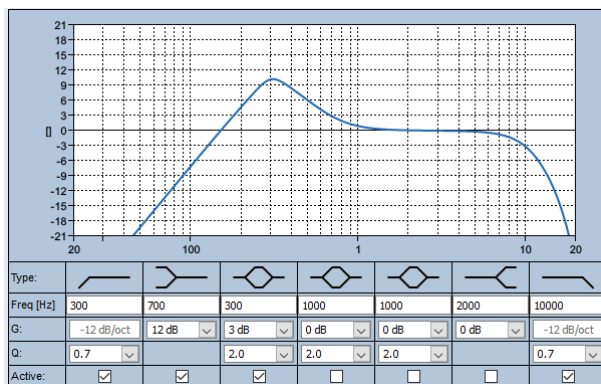 21
18
15
12
9
6
3
[] 0
-3
-6
-9
-12
-15
-18
-21
20 100 1 10 20
Type:
Freq [Hz] 300 700 300 1000 1000 2000 10000
G: -12 dB/oct 12 dB 3 dB 0 dB 0 dB 0 dB -12 dB/oct
Q: 0.7 2.0 2.0 2.0 0.7
Active: